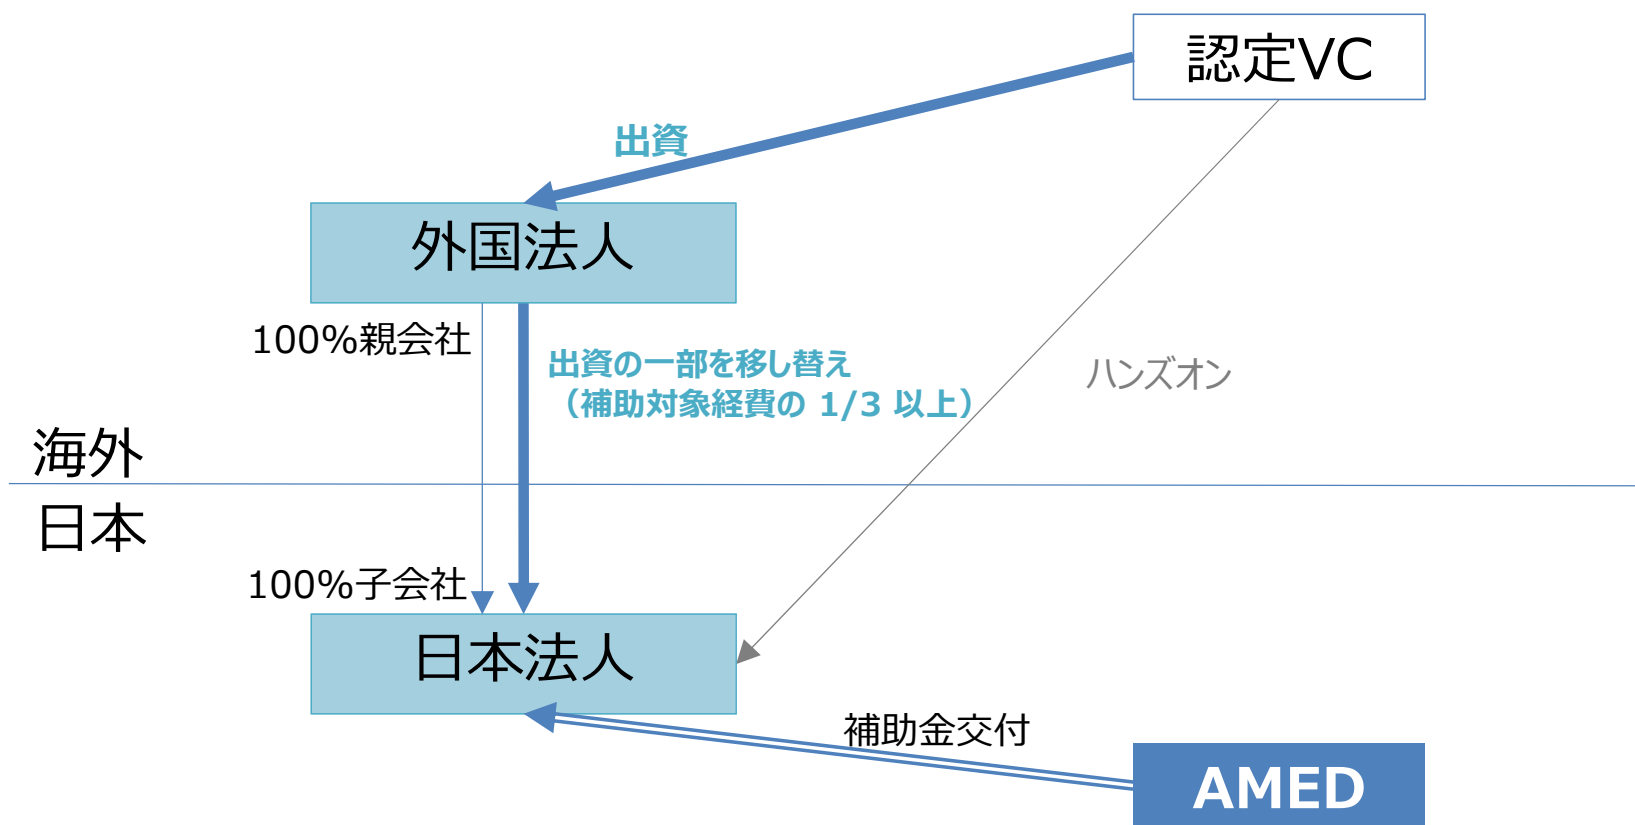 認定VC
出資
外国法人
100%親会社
出資の一部を移し替え
（補助対象経費の 1/3 以上）
ハンズオン
海外
日本
100%子会社
日本法人
補助金交付
AMED